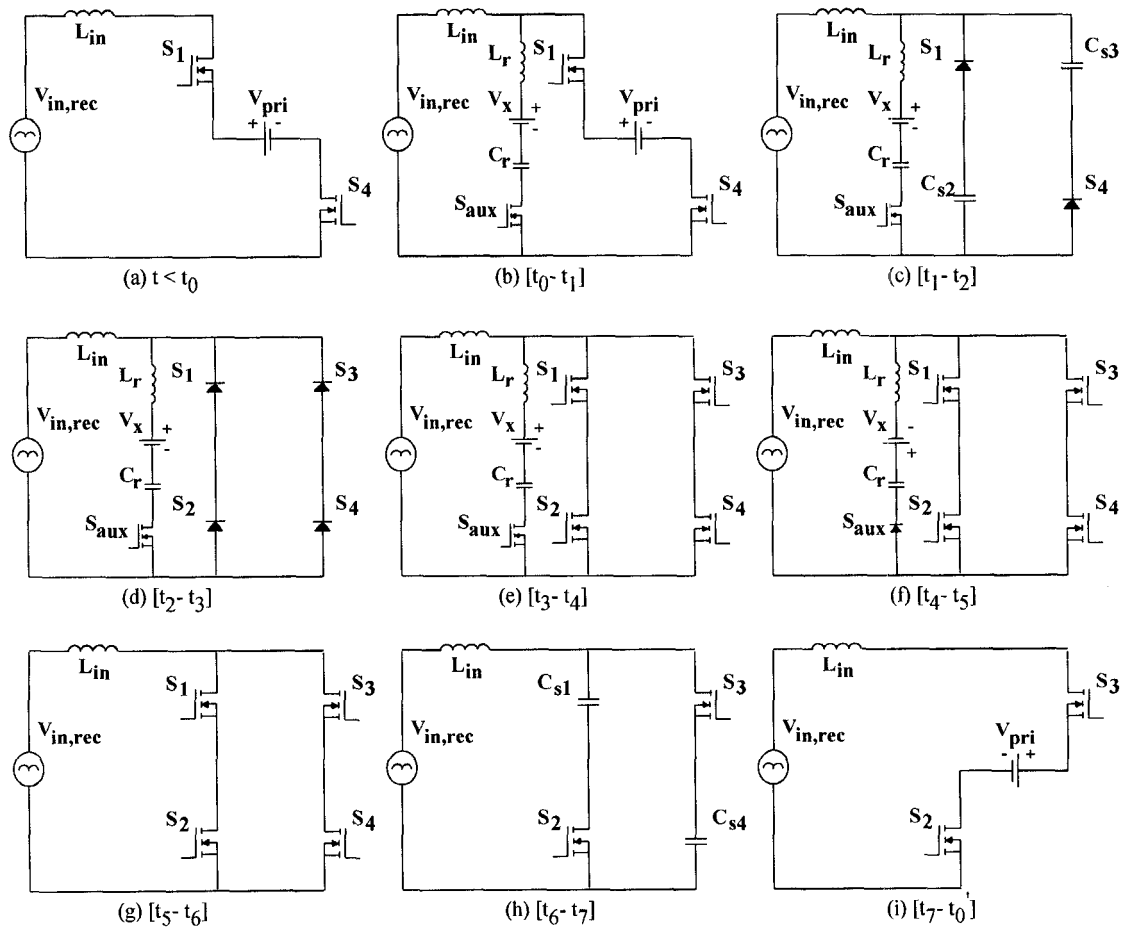 L_in
S_1
V_in,rec
V_pri
+ -
S_4
(a) t < t_0
L_in
L_r
S_1
V_in,rec
V_x
+
-
V_pri
+ -
C_r
S_4
S_aux
(b) [t_0- t_1]
L_in
C_s3
L_r
S_1
V_in,rec
V_x
+
-
C_r
C_s2
S_4
S_aux
(c) [t_1- t_2]
L_in
L_r
S_1
S_3
V_in,rec
V_x
+
-
C_r
S_2
S_4
S_aux
(d) [t_2- t_3]
L_in
L_r
S_1
S_3
V_in,rec
V_x
+
-
C_r
S_2
S_4
S_aux
(e) [t_3- t_4]
L_in
L_r
S_1
S_3
V_in,rec
V_x
-
- +
C_r
S_2
S_4
S_aux
(f) [t_4- t_5]
L_in
S_1
S_3
V_in,rec
S_2
S_4
(g) [t_5- t_6]
L_in
C_s1
S_3
V_in,rec
S_2
C_s4
(h) [t_6- t_7]
L_in
S_3
V_in,rec
V_pri
- +
S_2
(i) [t_7- t_0']